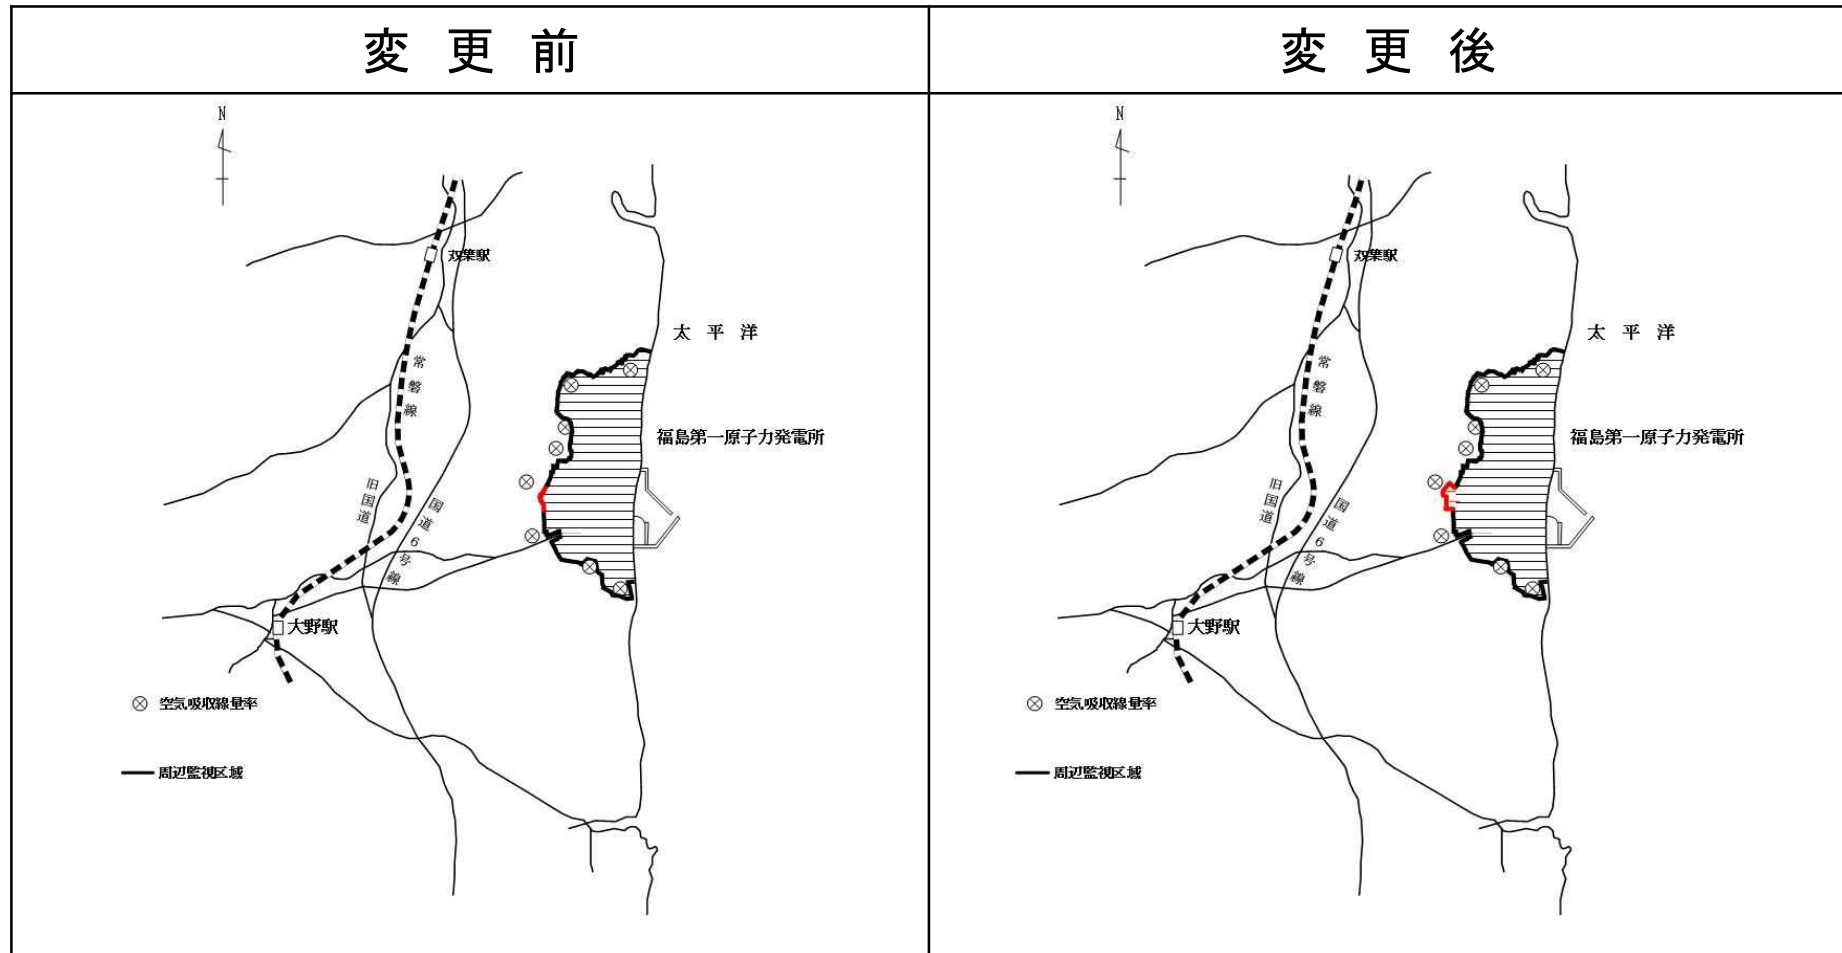 変更前
N
双葉駅
太平洋
常磐線
福島第一原子力発電所
旧国道
国道6号線
大野駅
空気吸収線量率
周辺監視区域
変更後
N
双葉駅
太平洋
常磐線
福島第一原子力発電所
旧国道
国道6号線
大野駅
空気吸収線量率
周辺監視区域